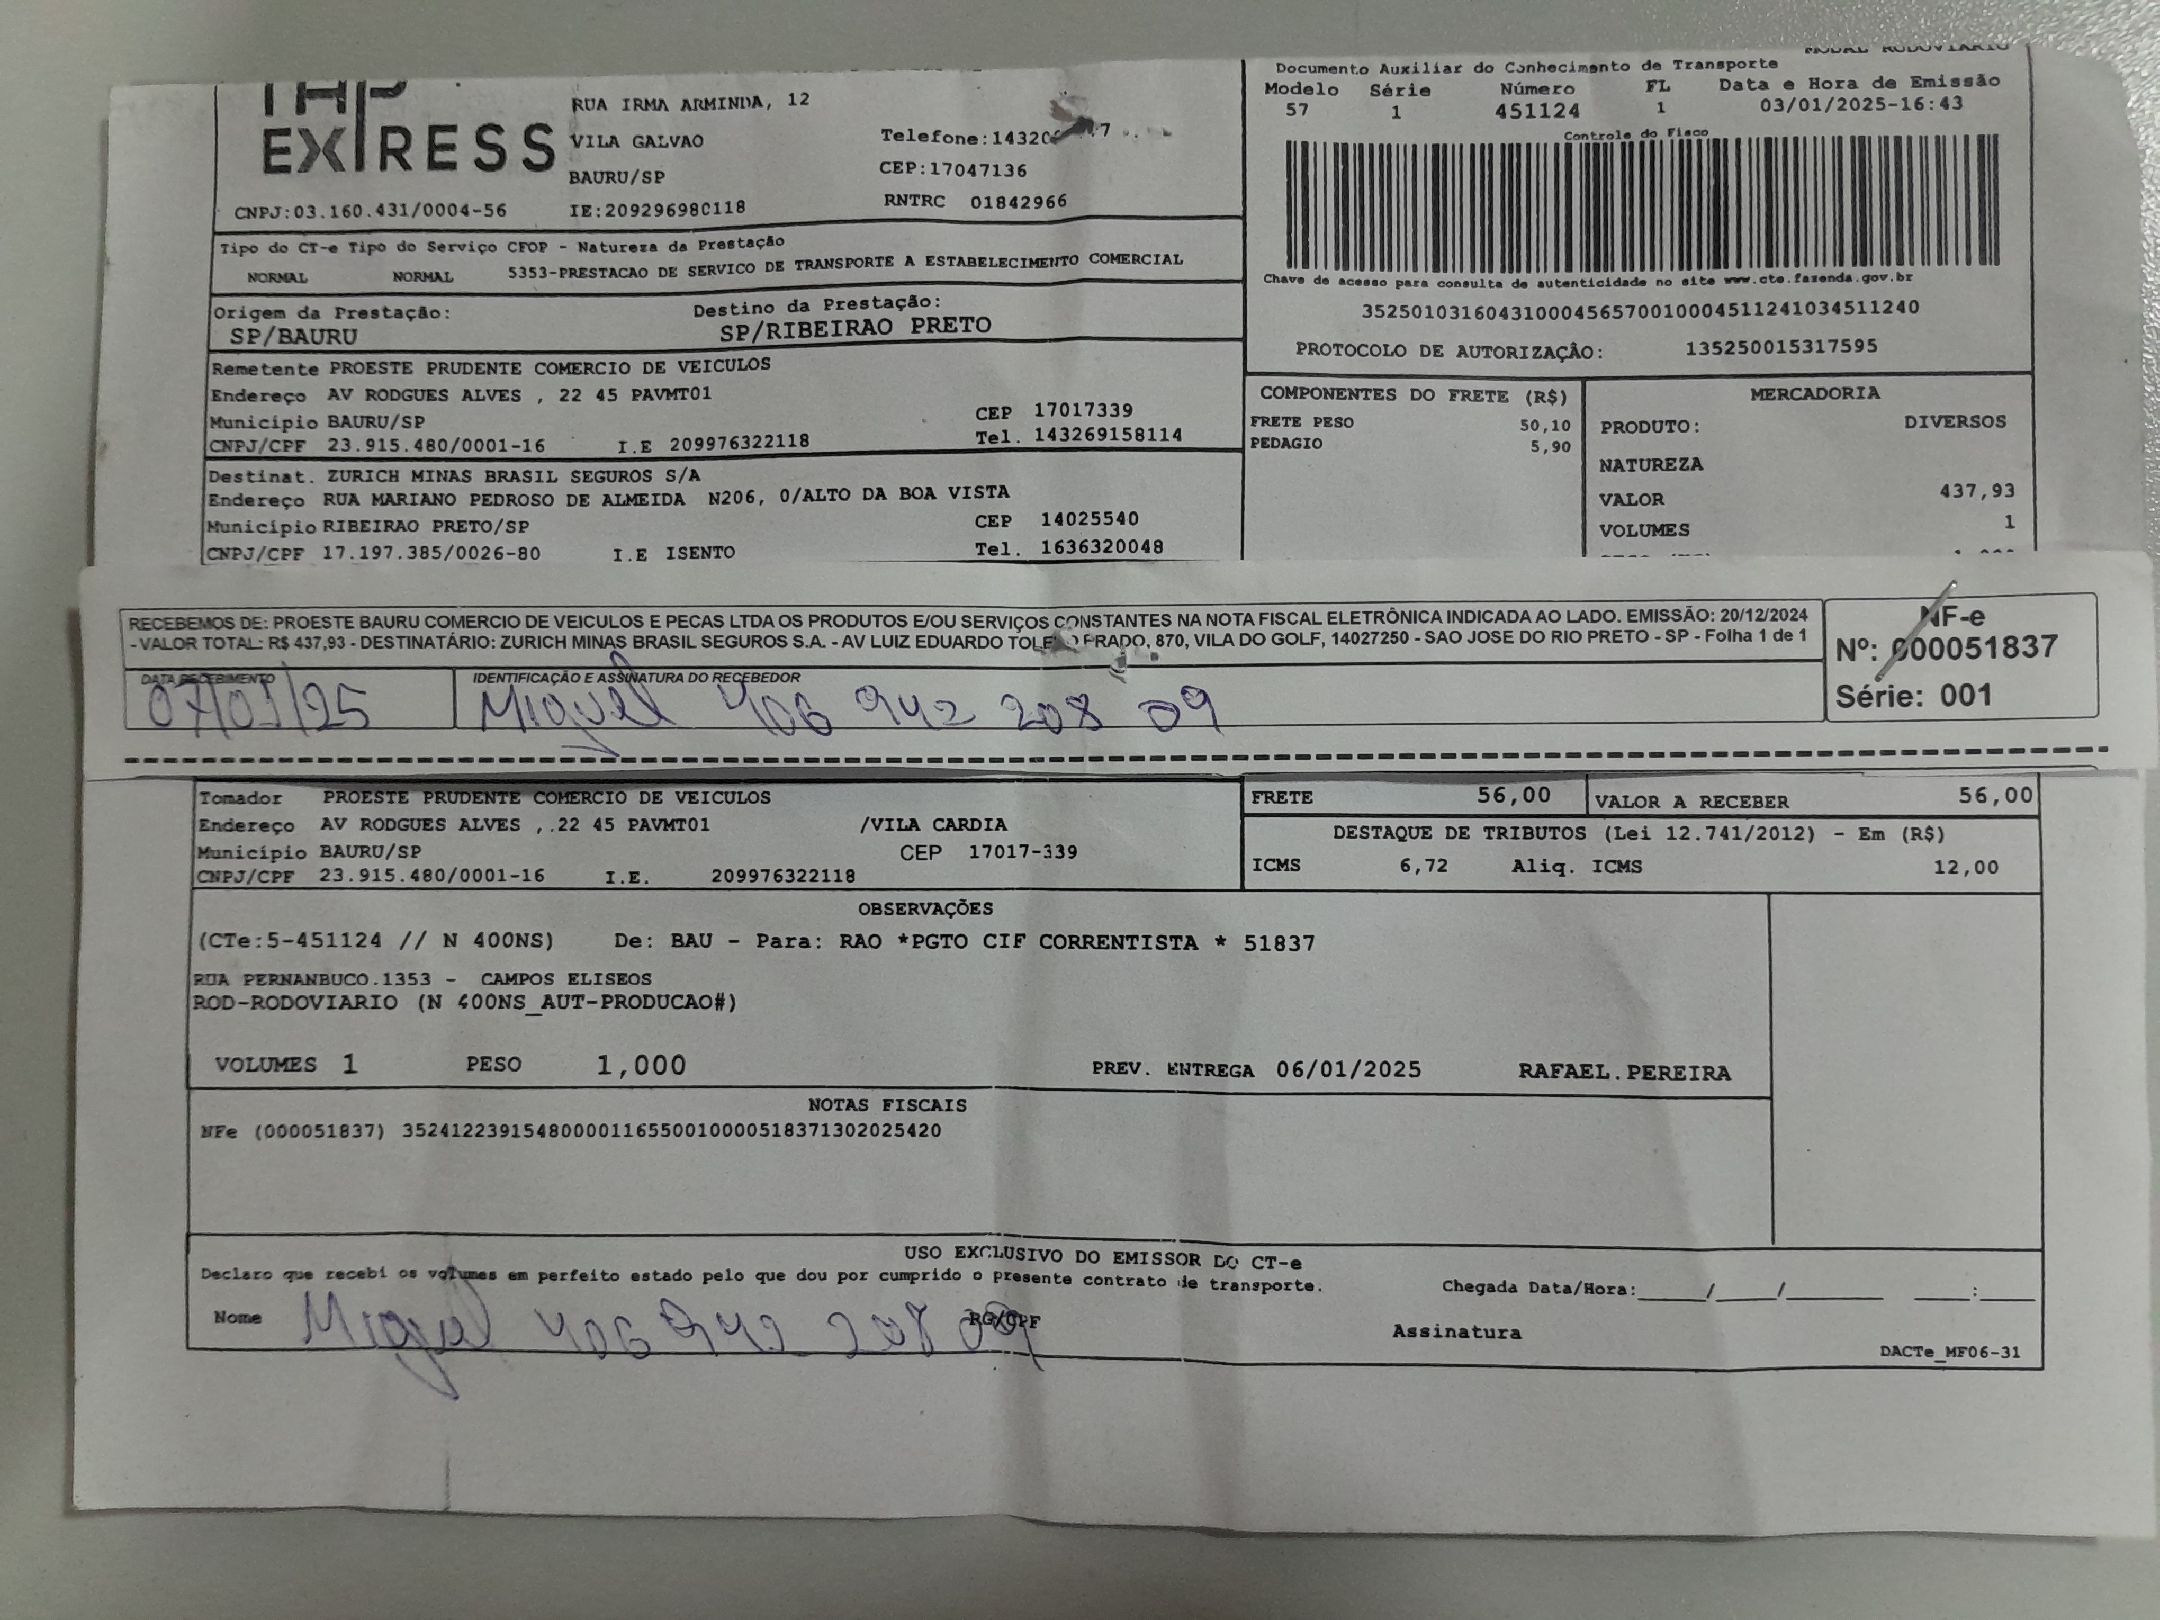 EXPRESS
RUA IRMA ARMINDA, 12
VILA GALVAO
BAURU/SP
Telefone:
CEP:17047136
RNTRC 01842966
CNPJ:03.160.431/0004-56 IE:209296980118
Documento Auxiliar do Conhecimento de Transporte
Modelo Série Número FL Data e Hora de Emissão
57 1 451124 1 03/01/2025-16:43
Controle do Fisco
Chave de acesso para consulta de autenticidade no site www.cte.fazenda.gov.br
35250103160431000456570010004511241034511240
PROTOCOLO DE AUTORIZAÇÃO: 135250015317595
Tipo do CT-e Tipo do Serviço CFOP - Natureza da Prestação
NORMAL NORMAL 5353-PRESTACAO DE SERVICO DE TRANSPORTE A ESTABELECIMENTO COMERCIAL
Origem da Prestação: Destino da Prestação:
SP/BAURU SP/RIBEIRAO PRETO
Remetente PROESTE PRUDENTE COMERCIO DE VEICULOS
Endereço AV RODGUES ALVES , 22 45 PAVMT01
Município BAURU/SP CEP 17017339
CNPJ/CPF 23.915.480/0001-16 I.E 209976322118 Tel. 143269158114
Destinat. ZURICH MINAS BRASIL SEGUROS S/A
Endereço RUA MARIANO PEDROSO DE ALMEIDA N206, 0/ALTO DA BOA VISTA
Município RIBEIRAO PRETO/SP CEP 14025540
CNPJ/CPF 17.197.385/0026-80 I.E ISENTO Tel. 1636320048
COMPONENTES DO FRETE (R$)
FRETE PESO 50,10
PEDAGIO 5,90
MERCADORIA
PRODUTO: DIVERSOS
NATUREZA
VALOR 437,93
VOLUMES 1
RECEBEMOS DE: PROESTE BAURU COMERCIO DE VEICULOS E PECAS LTDA OS PRODUTOS E/OU SERVIÇOS CONSTANTES NA NOTA FISCAL ELETRÔNICA INDICADA AO LADO. EMISSÃO: 20/12/2024
- VALOR TOTAL: R$ 437,93 - DESTINATÁRIO: ZURICH MINAS BRASIL SEGUROS S.A. - AV LUIZ EDUARDO TOLEDO PRADO, 870, VILA DO GOLF, 14027250 - SAO JOSE DO RIO PRETO - SP - Folha 1 de 1
DATA RECEBIMENTO IDENTIFICAÇÃO E ASSINATURA DO RECEBEDOR
07/01/25 Miguel 406 942 208 09
NF-e
Nº: 000051837
Série: 001
Tomador PROESTE PRUDENTE COMERCIO DE VEICULOS
Endereço AV RODGUES ALVES ,.22 45 PAVMT01 /VILA CARDIA
Município BAURU/SP CEP 17017-339
CNPJ/CPF 23.915.480/0001-16 I.E. 209976322118
FRETE 56,00 VALOR A RECEBER 56,00
DESTAQUE DE TRIBUTOS (Lei 12.741/2012) - Em (R$)
ICMS 6,72 Aliq. ICMS 12,00
OBSERVAÇÕES
(CTe:5-451124 // N 400NS) De: BAU - Para: RAO *PGTO CIF CORRENTISTA * 51837
RUA PERNANBUCO.1353 - CAMPOS ELISEOS
ROD-RODOVIARIO (N 400NS_AUT-PRODUCAO#)
VOLUMES 1 PESO 1,000 PREV. ENTREGA 06/01/2025 RAFAEL.PEREIRA
NOTAS FISCAIS
NFe (000051837) 35241223915480000116550010000518371302025420
USO EXCLUSIVO DO EMISSOR DO CT-e
Declaro que recebi os volumes em perfeito estado pelo que dou por cumprido o presente contrato de transporte.
Chegada Data/Hora:_____/_____/_______ ____:____
Nome Miguel 406 942 208 09 RG/CPF
Assinatura
DACTe_MF06-31